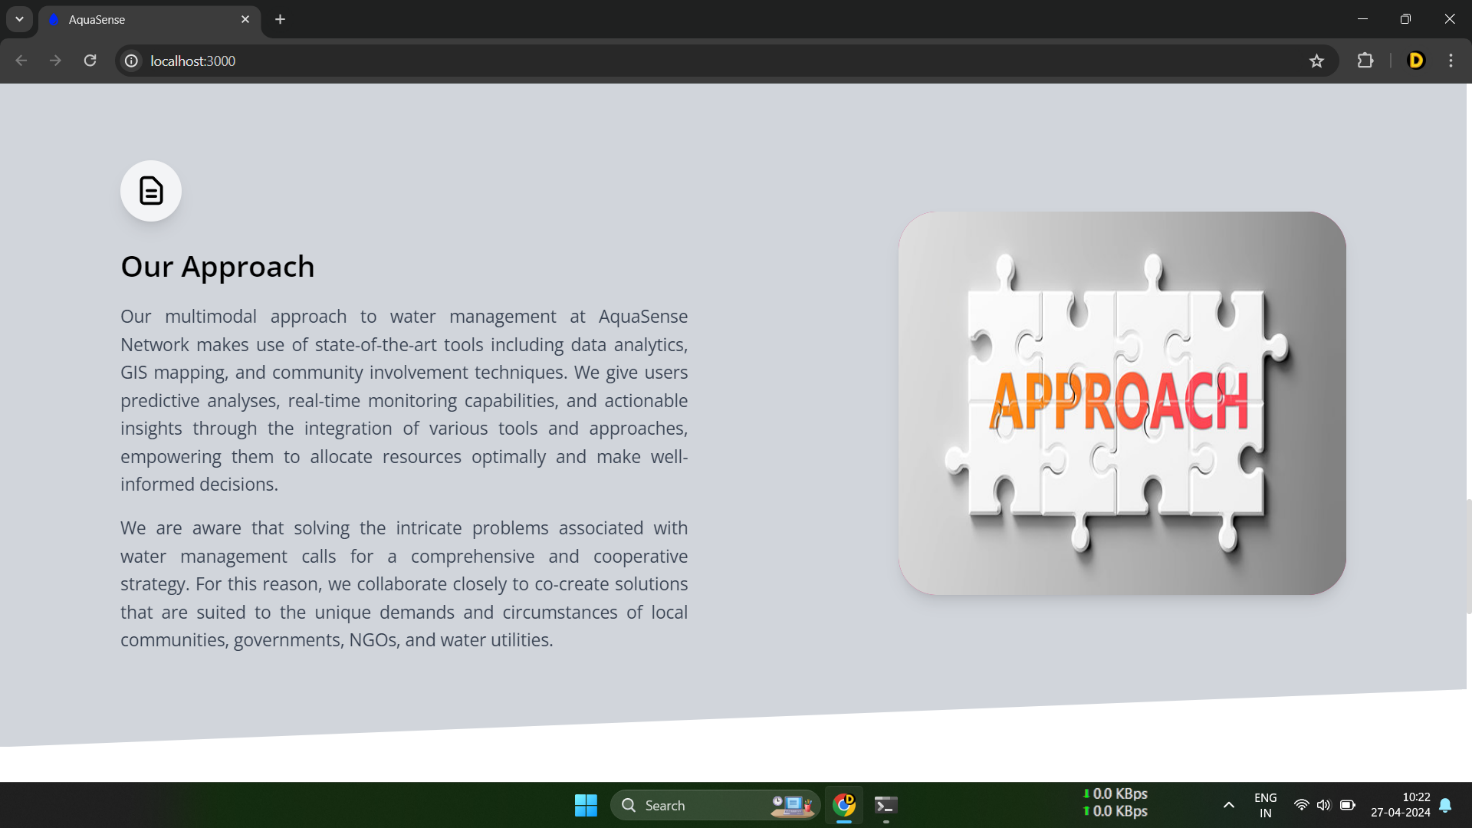 AquaSense
localhost:3000
D
Our Approach
Our multimodal approach to water management at AquaSense
Network makes use of state-of-the-art tools including data analytics,
GIS mapping, and community involvement techniques. We give users
predictive analyses, real-time monitoring capabilities, and actionable
insights through the integration of various tools and approaches,
empowering them to allocate resources optimally and make well-
informed decisions.
We are aware that solving the intricate problems associated with
water management calls for a comprehensive and cooperative
strategy. For this reason, we collaborate closely to co-create solutions
that are suited to the unique demands and circumstances of local
communities, governments, NGOs, and water utilities.
APPROACH
Search
D
0.0 KBps
0.0 KBps
ENG
IN
10:22
27-04-2024